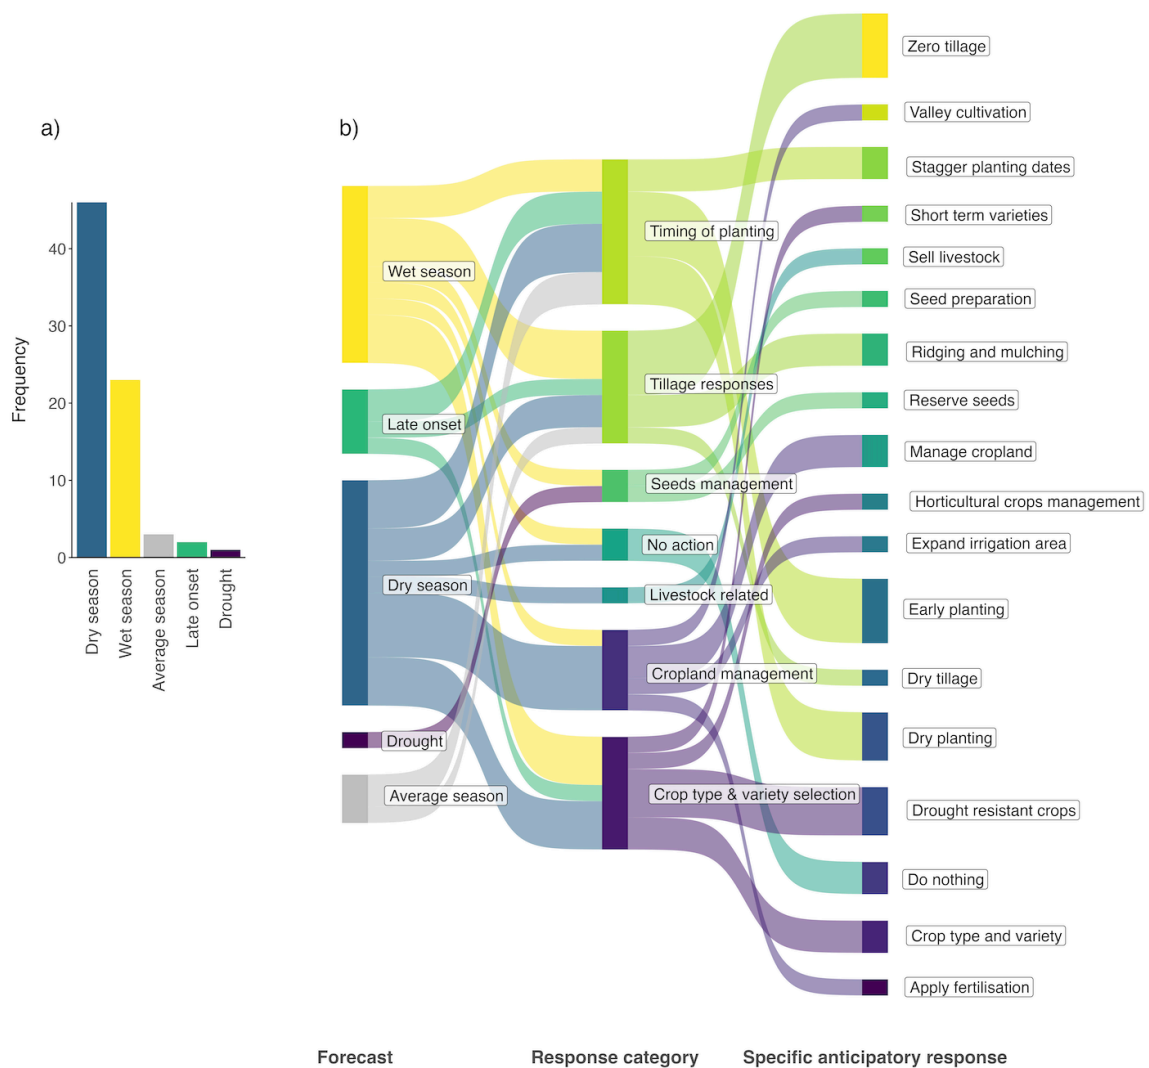 a)
Frequency
40
30
20
10
0
Dry season
Wet season
Average season
Late onset
Drought
b)
Wet season
Late onset
Dry season
Drought
Average season
Timing of planting
Tillage responses
Seeds management
No action
Livestock related
Cropland management
Crop type & variety selection
Zero tillage
Valley cultivation
Stagger planting dates
Short term varieties
Sell livestock
Seed preparation
Ridging and mulching
Reserve seeds
Manage cropland
Horticultural crops management
Expand irrigation area
Early planting
Dry tillage
Dry planting
Drought resistant crops
Do nothing
Crop type and variety
Apply fertilisation
Forecast
Response category
Specific anticipatory response